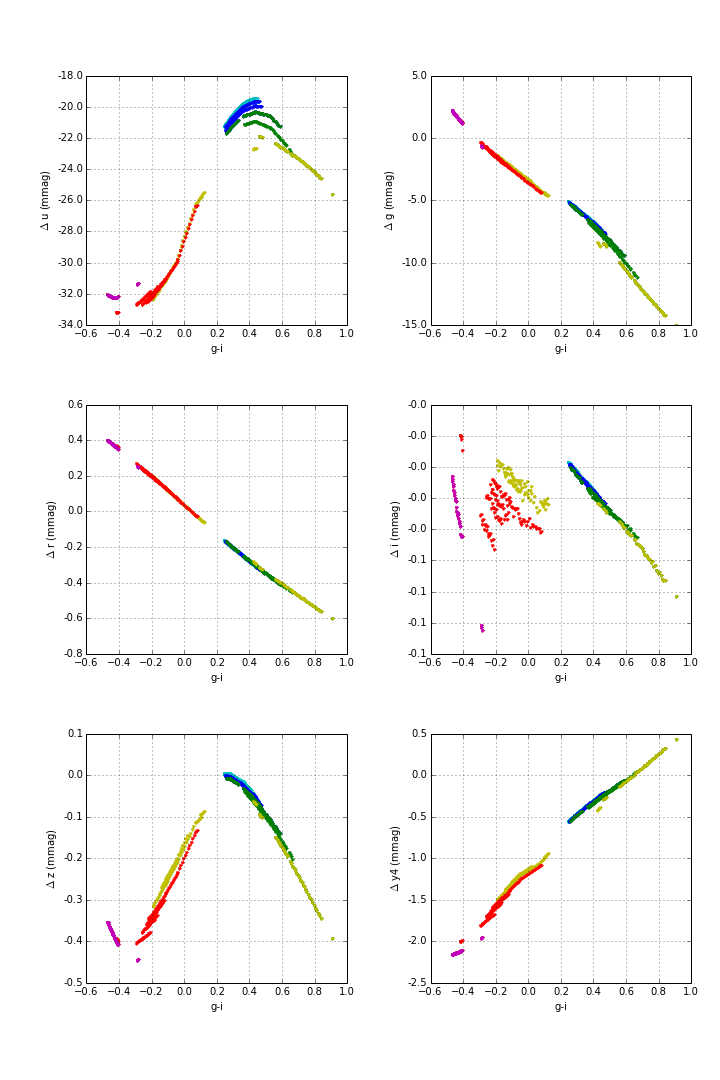 -18.0
-20.0
-22.0
-24.0
-26.0
-28.0
-30.0
-32.0
-34.0
Δ u (mmag)
−0.6 −0.4 −0.2 0.0 0.2 0.4 0.6 0.8 1.0
g-i
5.0
0.0
-5.0
-10.0
-15.0
Δ g (mmag)
−0.6 −0.4 −0.2 0.0 0.2 0.4 0.6 0.8 1.0
g-i
0.6
0.4
0.2
0.0
-0.2
-0.4
-0.6
-0.8
Δ r (mmag)
−0.6 −0.4 −0.2 0.0 0.2 0.4 0.6 0.8 1.0
g-i
-0.0
-0.0
-0.0
-0.0
-0.0
-0.1
-0.1
-0.1
-0.1
Δ i (mmag)
−0.6 −0.4 −0.2 0.0 0.2 0.4 0.6 0.8 1.0
g-i
0.1
0.0
-0.1
-0.2
-0.3
-0.4
-0.5
Δ z (mmag)
−0.6 −0.4 −0.2 0.0 0.2 0.4 0.6 0.8 1.0
g-i
0.5
0.0
-0.5
-1.0
-1.5
-2.0
-2.5
Δ y4 (mmag)
−0.6 −0.4 −0.2 0.0 0.2 0.4 0.6 0.8 1.0
g-i